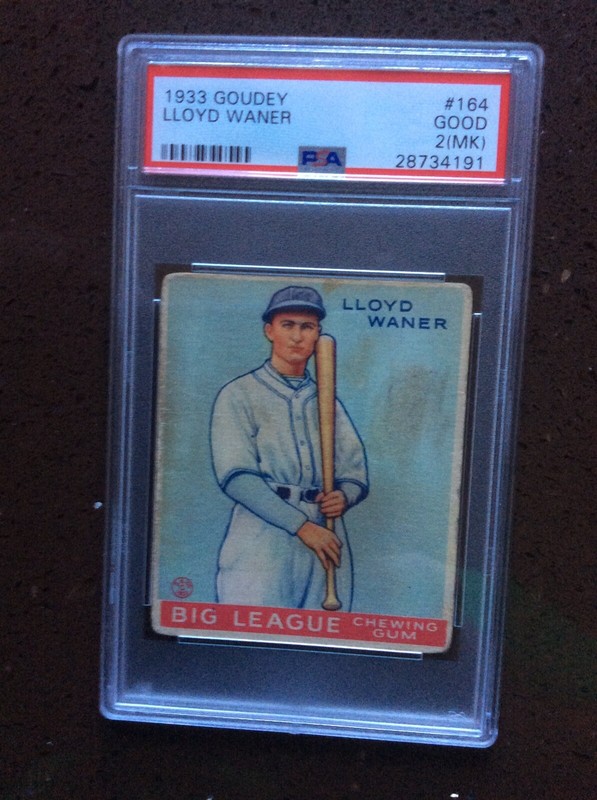 1933 GOUDEY #164
LLOYD WANER GOOD
2(MK)
PSA 28734191
LLOYD
WANER
BIG LEAGUE CHEWING
GUM